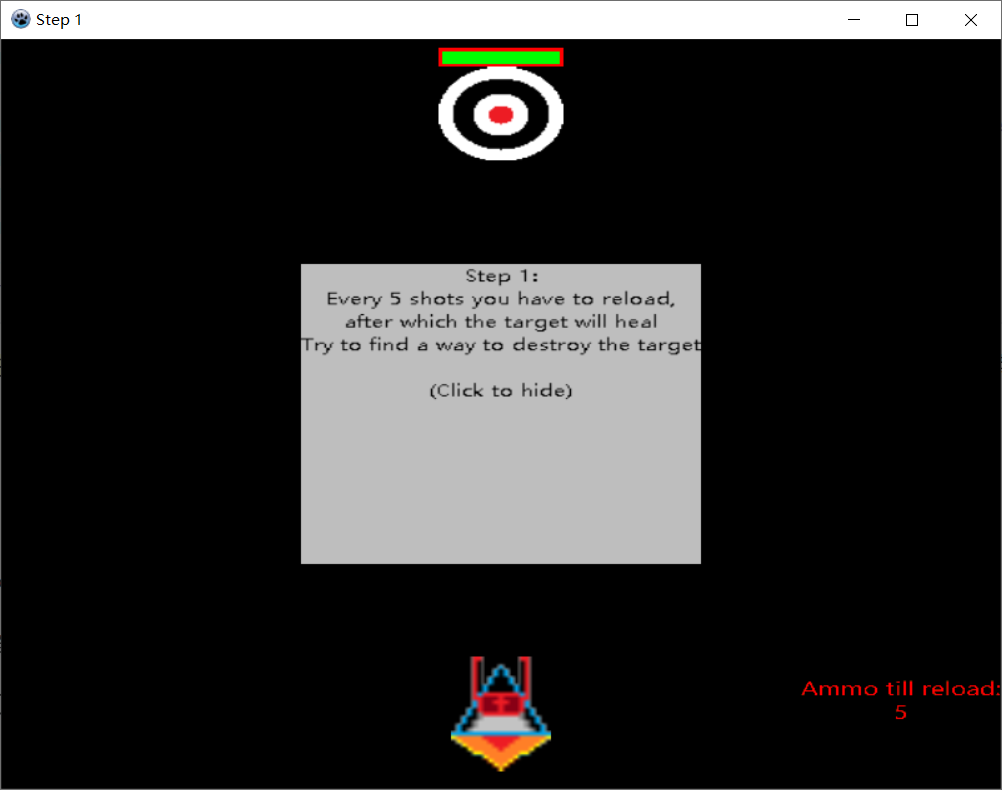 Step 1
Step 1:
Every 5 shots you have to reload,
after which the target will heal
Try to find a way to destroy the target
(Click to hide)
Ammo till reload:
5